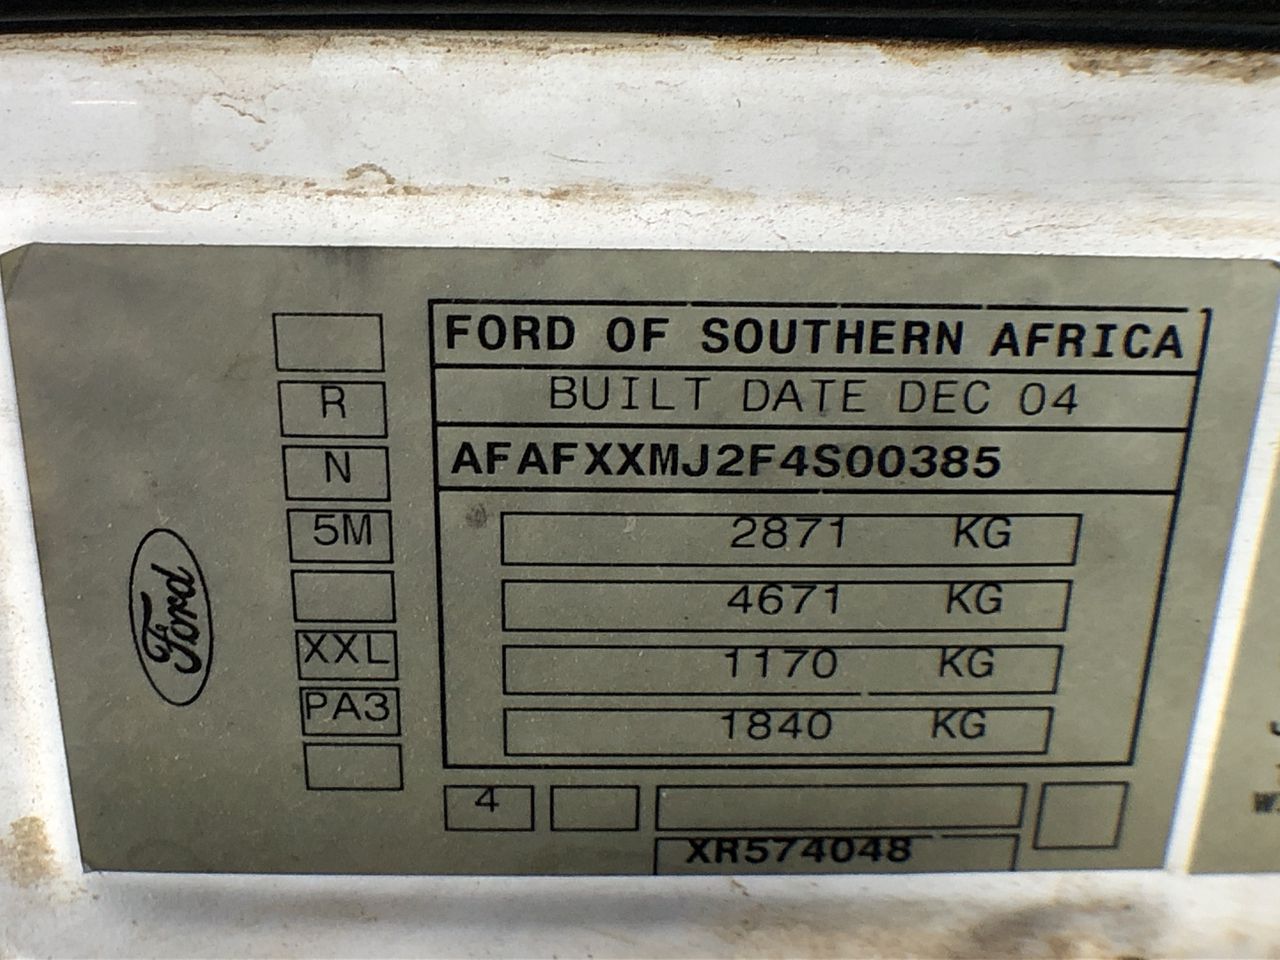 FORD OF SOUTHERN AFRICA
BUILT DATE DEC 04
AFAFXXMJ2F4S00385
R
N
5M
XXL
PA3
2871 KG
4671 KG
1170 KG
1840 KG
Ford
4
XR574048